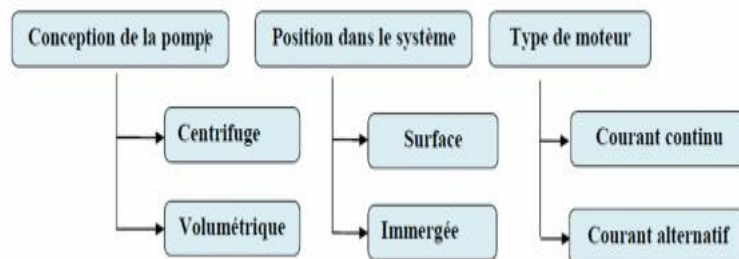 Conception de la pompe
Position dans le système
Type de moteur
Centrifuge
Surface
Courant continu
Volumétrique
Immergée
Courant alternatif